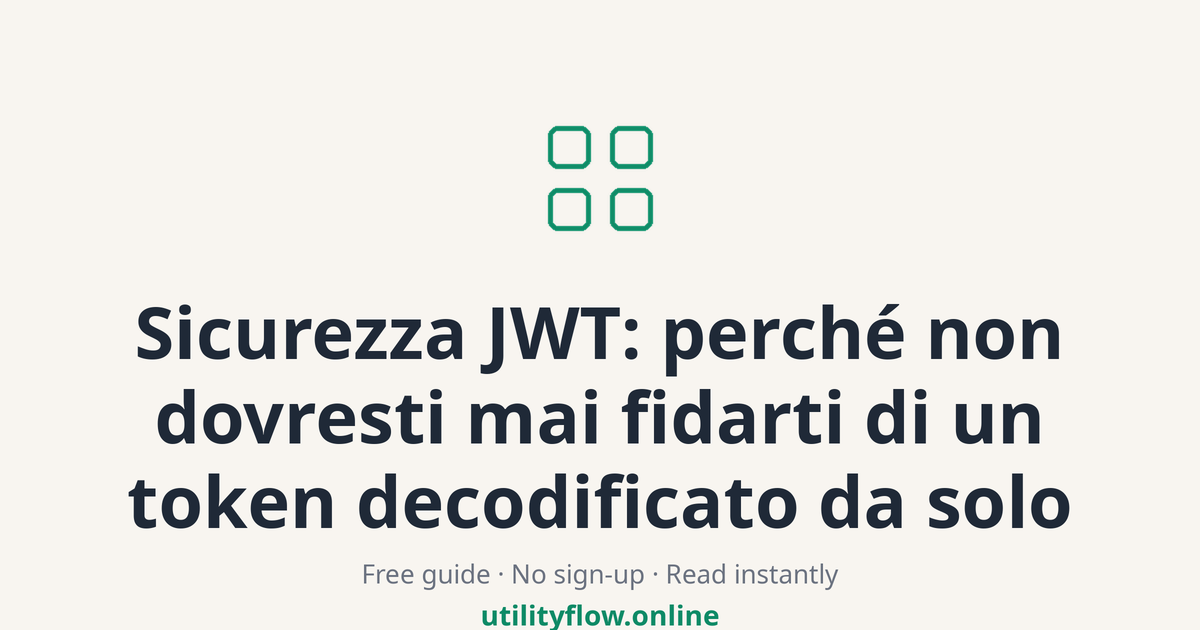 Sicurezza JWT: perché non
dovresti mai fidarti di un
token decodificato da solo
Free guide · No sign-up · Read instantly
utilityflow.online